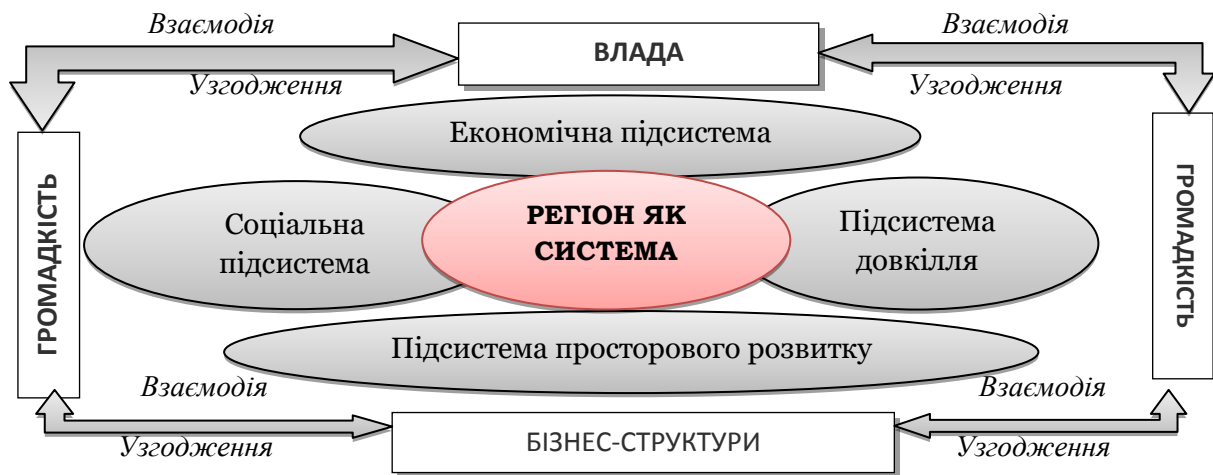 Взаємодія
Взаємодія
ВЛАДА
Узгодження
Узгодження
Економічна підсистема
ГРОМАДКІСТЬ
Соціальна
підсистема
РЕГІОН ЯК
СИСТЕМА
Підсистема
довкілля
ГРОМАДКІСТЬ
Підсистема просторового розвитку
Взаємодія
Взаємодія
Узгодження
БІЗНЕС-СТРУКТУРИ
Узгодження